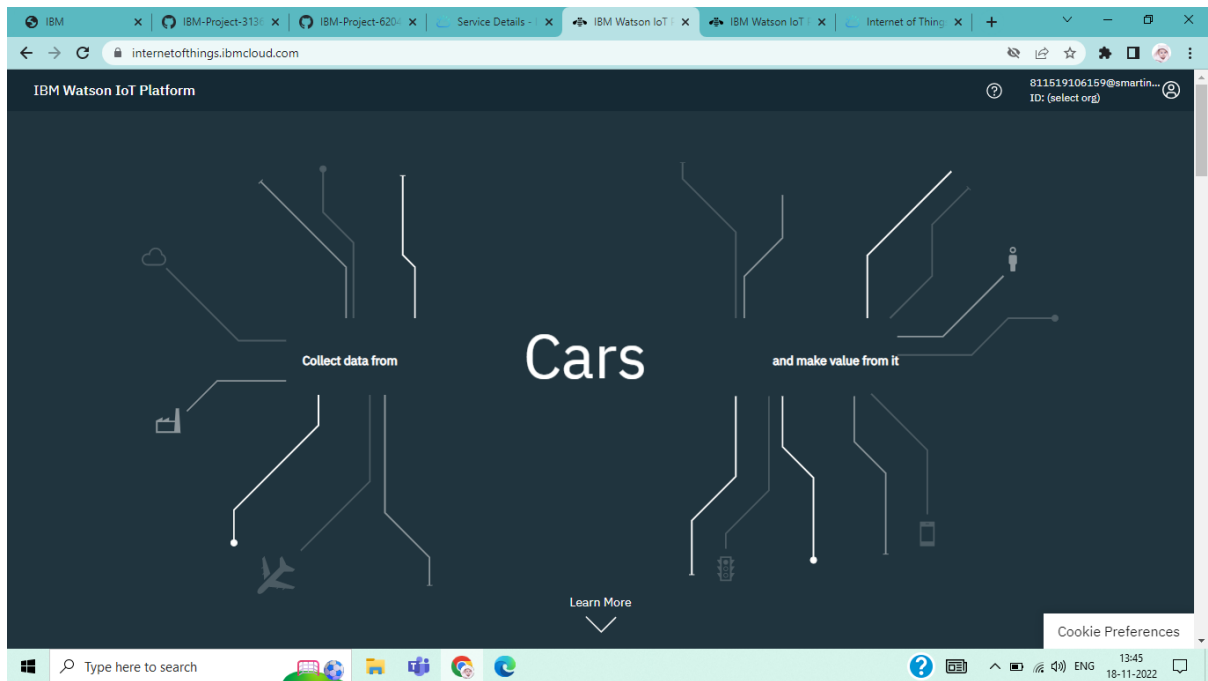 IBM
IBM-Project-3136
IBM-Project-6204
Service Details -
IBM Watson IoT
IBM Watson IoT
Internet of Thing
internetofthings.ibmcloud.com
IBM Watson IoT Platform
811519106159@smartin...
ID: (select org)
Collect data from
Cars
and make value from it
Learn More
Cookie Preferences
Type here to search
ENG
13:45
18-11-2022